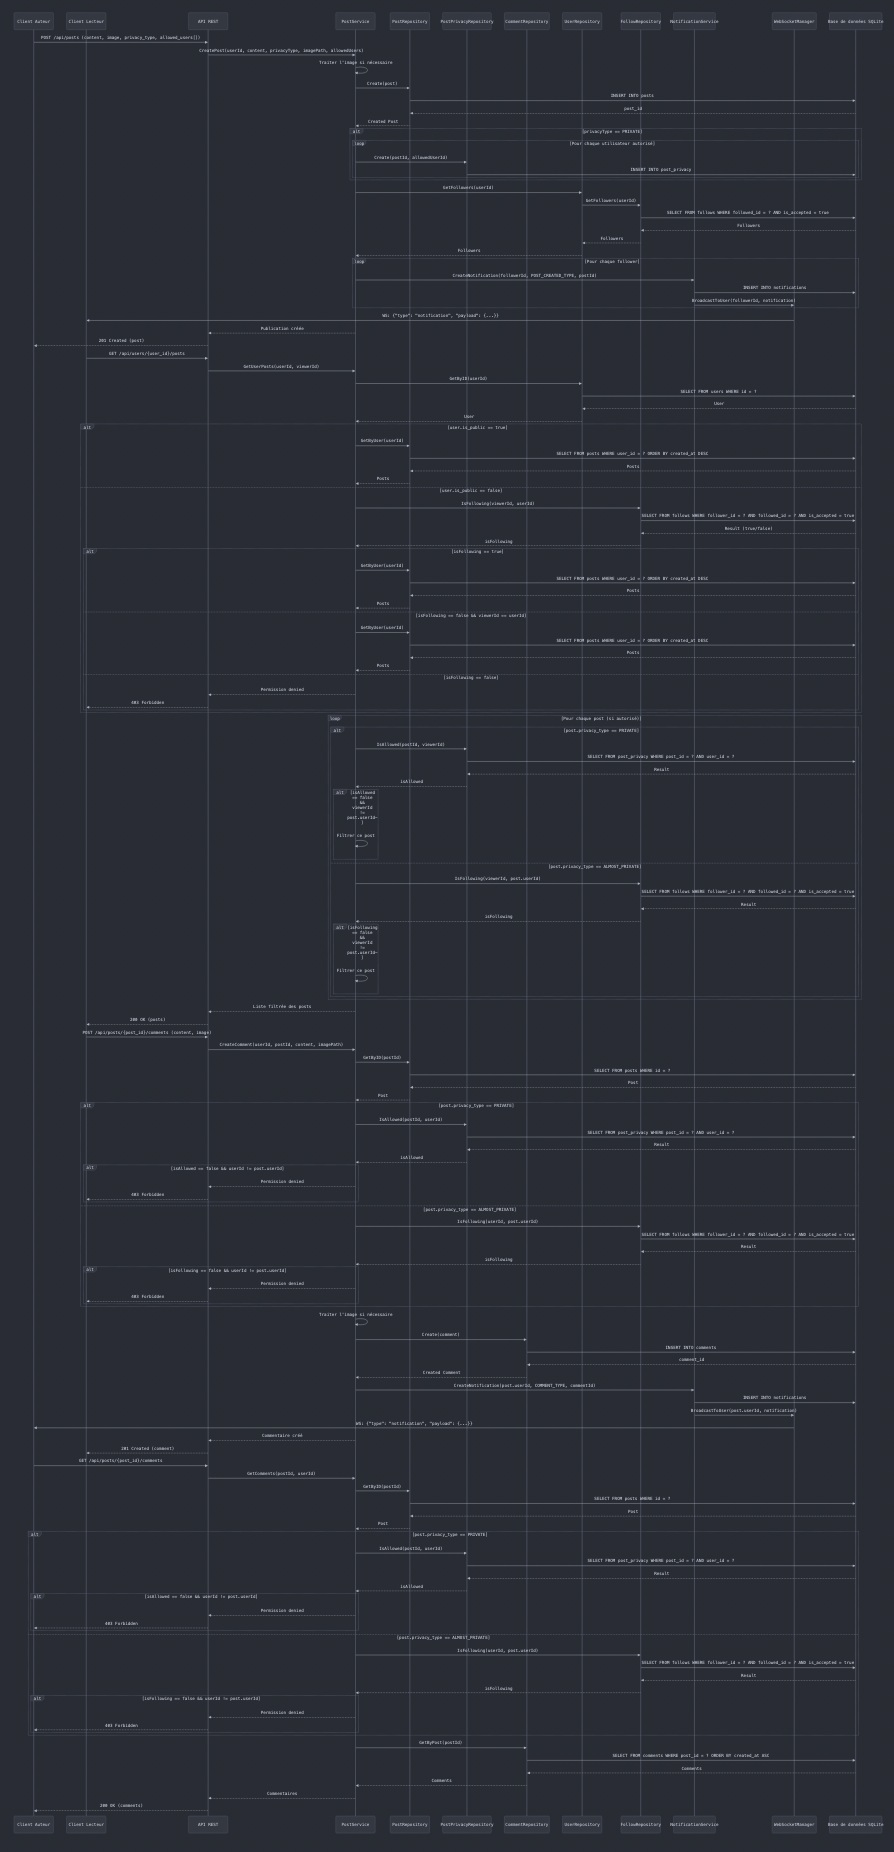 Client Auteur Client Lecteur API REST PostService PostRepository PostPrivacyRepository CommentRepository UserRepository FollowRepository NotificationService WebSocketManager Base de données SQLite
POST /api/posts (content, image, privacy_type, allowed_users[])
CreatePost(userId, content, privacyType, imagePath, allowedUsers)
Traiter l'image si nécessaire
Create(post)
INSERT INTO posts
post_id
Created Post
alt [privacyType == PRIVATE]
loop [Pour chaque utilisateur autorisé]
Create(postId, allowedUserId)
INSERT INTO post_privacy
GetFollowers(userId)
GetFollowers(userId)
SELECT FROM follows WHERE followed_id = ? AND is_accepted = true
Followers
Followers
Followers
loop [Pour chaque follower]
CreateNotification(followerId, POST_CREATED_TYPE, postId)
INSERT INTO notifications
BroadcastToUser(followerId, notification)
WS: {"type": "notification", "payload": {...}}
Publication créée
201 Created (post)
GET /api/users/{user_id}/posts
GetUserPosts(userId, viewerId)
GetByID(userId)
SELECT FROM users WHERE id = ?
User
User
alt [user.is_public == true]
GetByUser(userId)
SELECT FROM posts WHERE user_id = ? ORDER BY created_at DESC
Posts
Posts
[user.is_public == false]
IsFollowing(viewerId, userId)
SELECT FROM follows WHERE follower_id = ? AND followed_id = ? AND is_accepted = true
Result (true/false)
isFollowing
alt [isFollowing == true]
GetByUser(userId)
SELECT FROM posts WHERE user_id = ? ORDER BY created_at DESC
Posts
Posts
[isFollowing == false && viewerId == userId]
GetByUser(userId)
SELECT FROM posts WHERE user_id = ? ORDER BY created_at DESC
Posts
Posts
[isFollowing == false]
Permission denied
403 Forbidden
loop [Pour chaque post (si autorisé)]
alt [post.privacy_type == PRIVATE]
IsAllowed(postId, viewerId)
SELECT FROM post_privacy WHERE post_id = ? AND user_id = ?
Result
isAllowed
alt [isAllowed
== false
&&
viewerId
!=
post.userId-
]
Filtrer ce post
[post.privacy_type == ALMOST_PRIVATE]
IsFollowing(viewerId, post.userId)
SELECT FROM follows WHERE follower_id = ? AND followed_id = ? AND is_accepted = true
Result
isFollowing
alt [isFollowing
== false
&&
viewerId
!=
post.userId-
]
Filtrer ce post
Liste filtrée des posts
200 OK (posts)
POST /api/posts/{post_id}/comments (content, image)
CreateComment(userId, postId, content, imagePath)
GetByID(postId)
SELECT FROM posts WHERE id = ?
Post
Post
alt [post.privacy_type == PRIVATE]
IsAllowed(postId, userId)
SELECT FROM post_privacy WHERE post_id = ? AND user_id = ?
Result
isAllowed
alt [isAllowed == false && userId != post.userId]
Permission denied
403 Forbidden
[post.privacy_type == ALMOST_PRIVATE]
IsFollowing(userId, post.userId)
SELECT FROM follows WHERE follower_id = ? AND followed_id = ? AND is_accepted = true
Result
isFollowing
alt [isFollowing == false && userId != post.userId]
Permission denied
403 Forbidden
Traiter l'image si nécessaire
Create(comment)
INSERT INTO comments
comment_id
Created Comment
CreateNotification(post.userId, COMMENT_TYPE, commentId)
INSERT INTO notifications
BroadcastToUser(post.userId, notification)
WS: {"type": "notification", "payload": {...}}
Commentaire créé
201 Created (comment)
GET /api/posts/{post_id}/comments
GetComments(postId, userId)
GetByID(postId)
SELECT FROM posts WHERE id = ?
Post
Post
alt [post.privacy_type == PRIVATE]
IsAllowed(postId, userId)
SELECT FROM post_privacy WHERE post_id = ? AND user_id = ?
Result
isAllowed
alt [isAllowed == false && userId != post.userId]
Permission denied
403 Forbidden
[post.privacy_type == ALMOST_PRIVATE]
IsFollowing(userId, post.userId)
SELECT FROM follows WHERE follower_id = ? AND followed_id = ? AND is_accepted = true
Result
isFollowing
alt [isFollowing == false && userId != post.userId]
Permission denied
403 Forbidden
GetByPost(postId)
SELECT FROM comments WHERE post_id = ? ORDER BY created_at ASC
Comments
Comments
Commentaires
200 OK (comments)
Client Auteur Client Lecteur API REST PostService PostRepository PostPrivacyRepository CommentRepository UserRepository FollowRepository NotificationService WebSocketManager Base de données SQLite